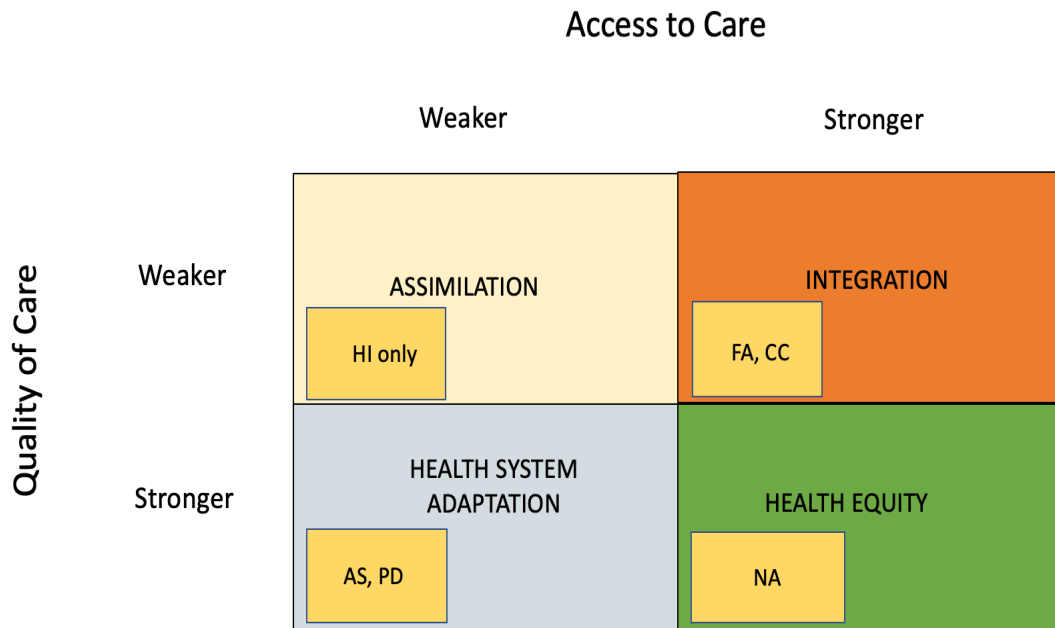 Access to Care
Weaker
Stronger
Quality of Care
Weaker
ASSIMILATION
INTEGRATION
HI only
FA, CC
Stronger
HEALTH SYSTEM
ADAPTATION
HEALTH EQUITY
AS, PD
NA